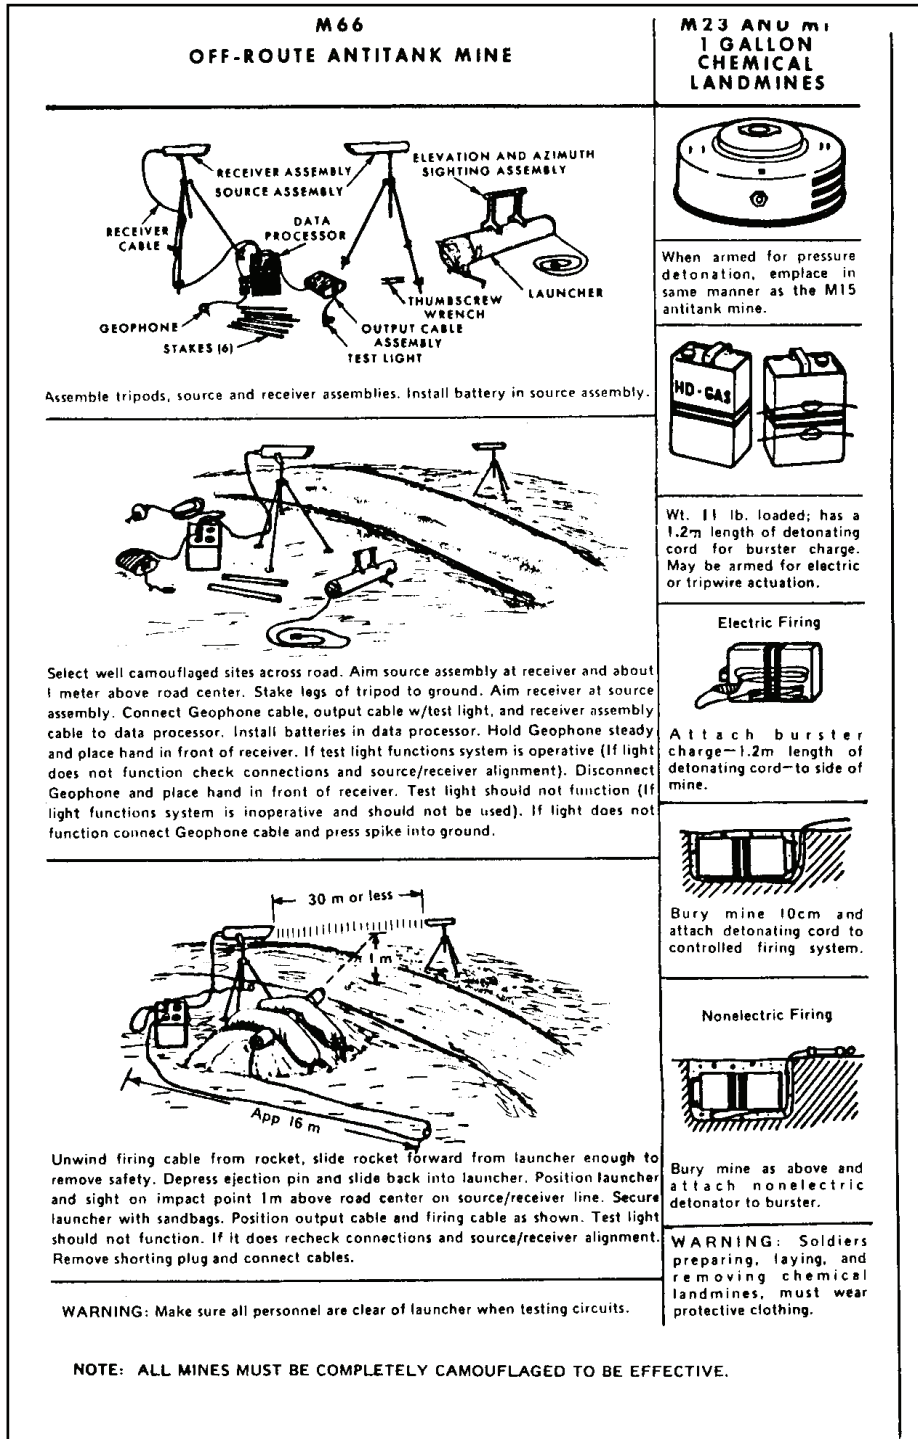 M66
OFF-ROUTE ANTITANK MINE
RECEIVER ASSEMBLY
SOURCE ASSEMBLY
ELEVATION AND AZIMUTH
SIGHTING ASSEMBLY
RECEIVER
CABLE
DATA
PROCESSOR
GEOPHONE
STAKES (6)
THUMBSCREW
WRENCH
LAUNCHER
OUTPUT CABLE
ASSEMBLY
TEST LIGHT
Assemble tripods, source and receiver assemblies. Install battery in source assembly.
Select well camouflaged sites across road. Aim source assembly at receiver and about
1 meter above road center. Stake legs of tripod to ground. Aim receiver at source
assembly. Connect Geophone cable, output cable w/test light, and receiver assembly
cable to data processor. Install batteries in data processor. Hold Geophone steady
and place hand in front of receiver. If test light functions system is operative (If light
does not function check connections and source/receiver alignment). Disconnect
Geophone and place hand in front of receiver. Test light should not function (If
light functions system is inoperative and should not be used). If light does not
function connect Geophone cable and press spike into ground.
30 m or less
1 m
App 16 m
Unwind firing cable from rocket, slide rocket forward from launcher enough to
remove safety. Depress ejection pin and slide back into launcher. Position launcher
and sight on impact point 1m above road center on source/receiver line. Secure
launcher with sandbags. Position output cable and firing cable as shown. Test light
should not function. If it does recheck connections and source/receiver alignment.
Remove shorting plug and connect cables.
WARNING: Make sure all personnel are clear of launcher when testing circuits.
M23 AND
1 GALLON
CHEMICAL
LANDMINES
When armed for pressure
detonation, emplace in
same manner as the M15
antitank mine.
HD-GAS
Wt. 11 lb. loaded; has a
1.2m length of detonating
cord for burster charge.
May be armed for electric
or tripwire actuation.
Electric Firing
Attach burster
charge—1.2m length of
detonating cord—to side of
mine.
Bury mine 10cm and
attach detonating cord to
controlled firing system.
Nonelectric Firing
Bury mine as above and
attach nonelectric
detonator to burster.
WARNING: Soldiers
preparing, laying, and
removing chemical
landmines, must wear
protective clothing.
NOTE: ALL MINES MUST BE COMPLETELY CAMOUFLAGED TO BE EFFECTIVE.